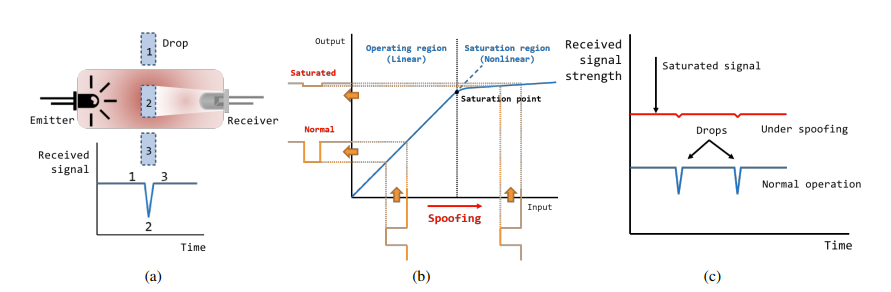 1
Drop
2
Emitter
Receiver
3
Received
signal
1
3
2
Time
(a)
Output
Operating region
(Linear)
Saturation region
(Nonlinear)
Saturated
Saturation point
Normal
Input
Spoofing
(b)
Received
signal
strength
Saturated signal
Under spoofing
Drops
Normal operation
Time
(c)